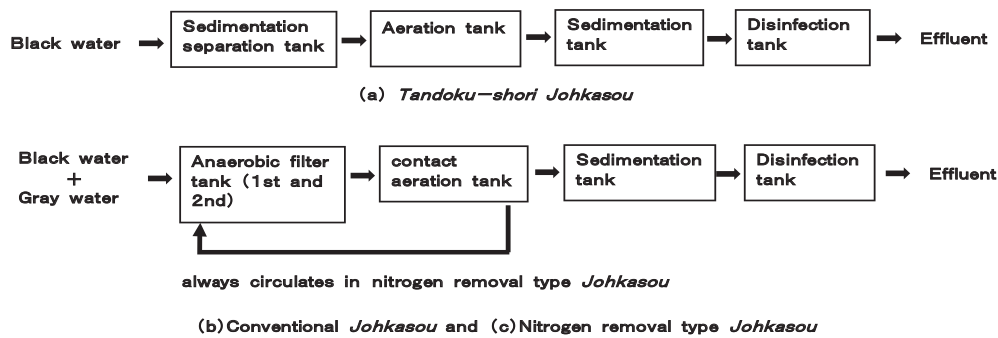 Black water
Sedimentation
separation tank
Aeration tank
Sedimentation
tank
Disinfection
tank
Effluent
(a) Tandoku-shori Johkasou
Black water
+
Gray water
Anaerobic filter
tank (1st and
2nd)
contact
aeration tank
Sedimentation
tank
Disinfection
tank
Effluent
always circulates in nitrogen removal type Johkasou
(b)Conventional Johkasou and (c)Nitrogen removal type Johkasou